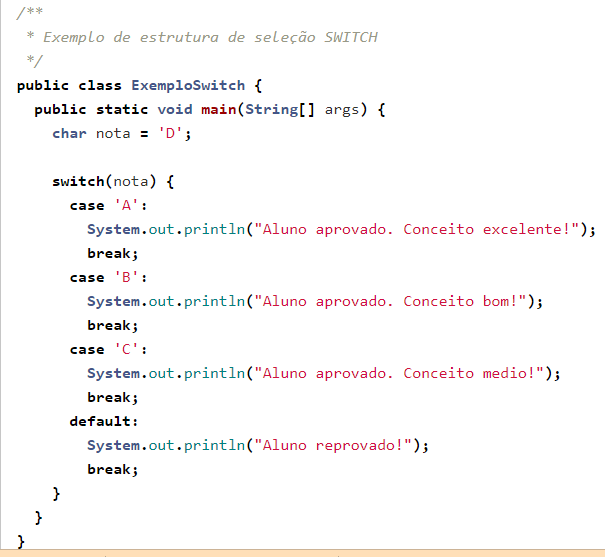 /**
 * Exemplo de estrutura de seleção SWITCH
 */
public class ExemploSwitch {
  public static void main(String[] args) {
    char nota = 'D';

    switch(nota) {
      case 'A':
        System.out.println("Aluno aprovado. Conceito excelente!");
        break;
      case 'B':
        System.out.println("Aluno aprovado. Conceito bom!");
        break;
      case 'C':
        System.out.println("Aluno aprovado. Conceito medio!");
        break;
      default:
        System.out.println("Aluno reprovado!");
        break;
    }
  }
}